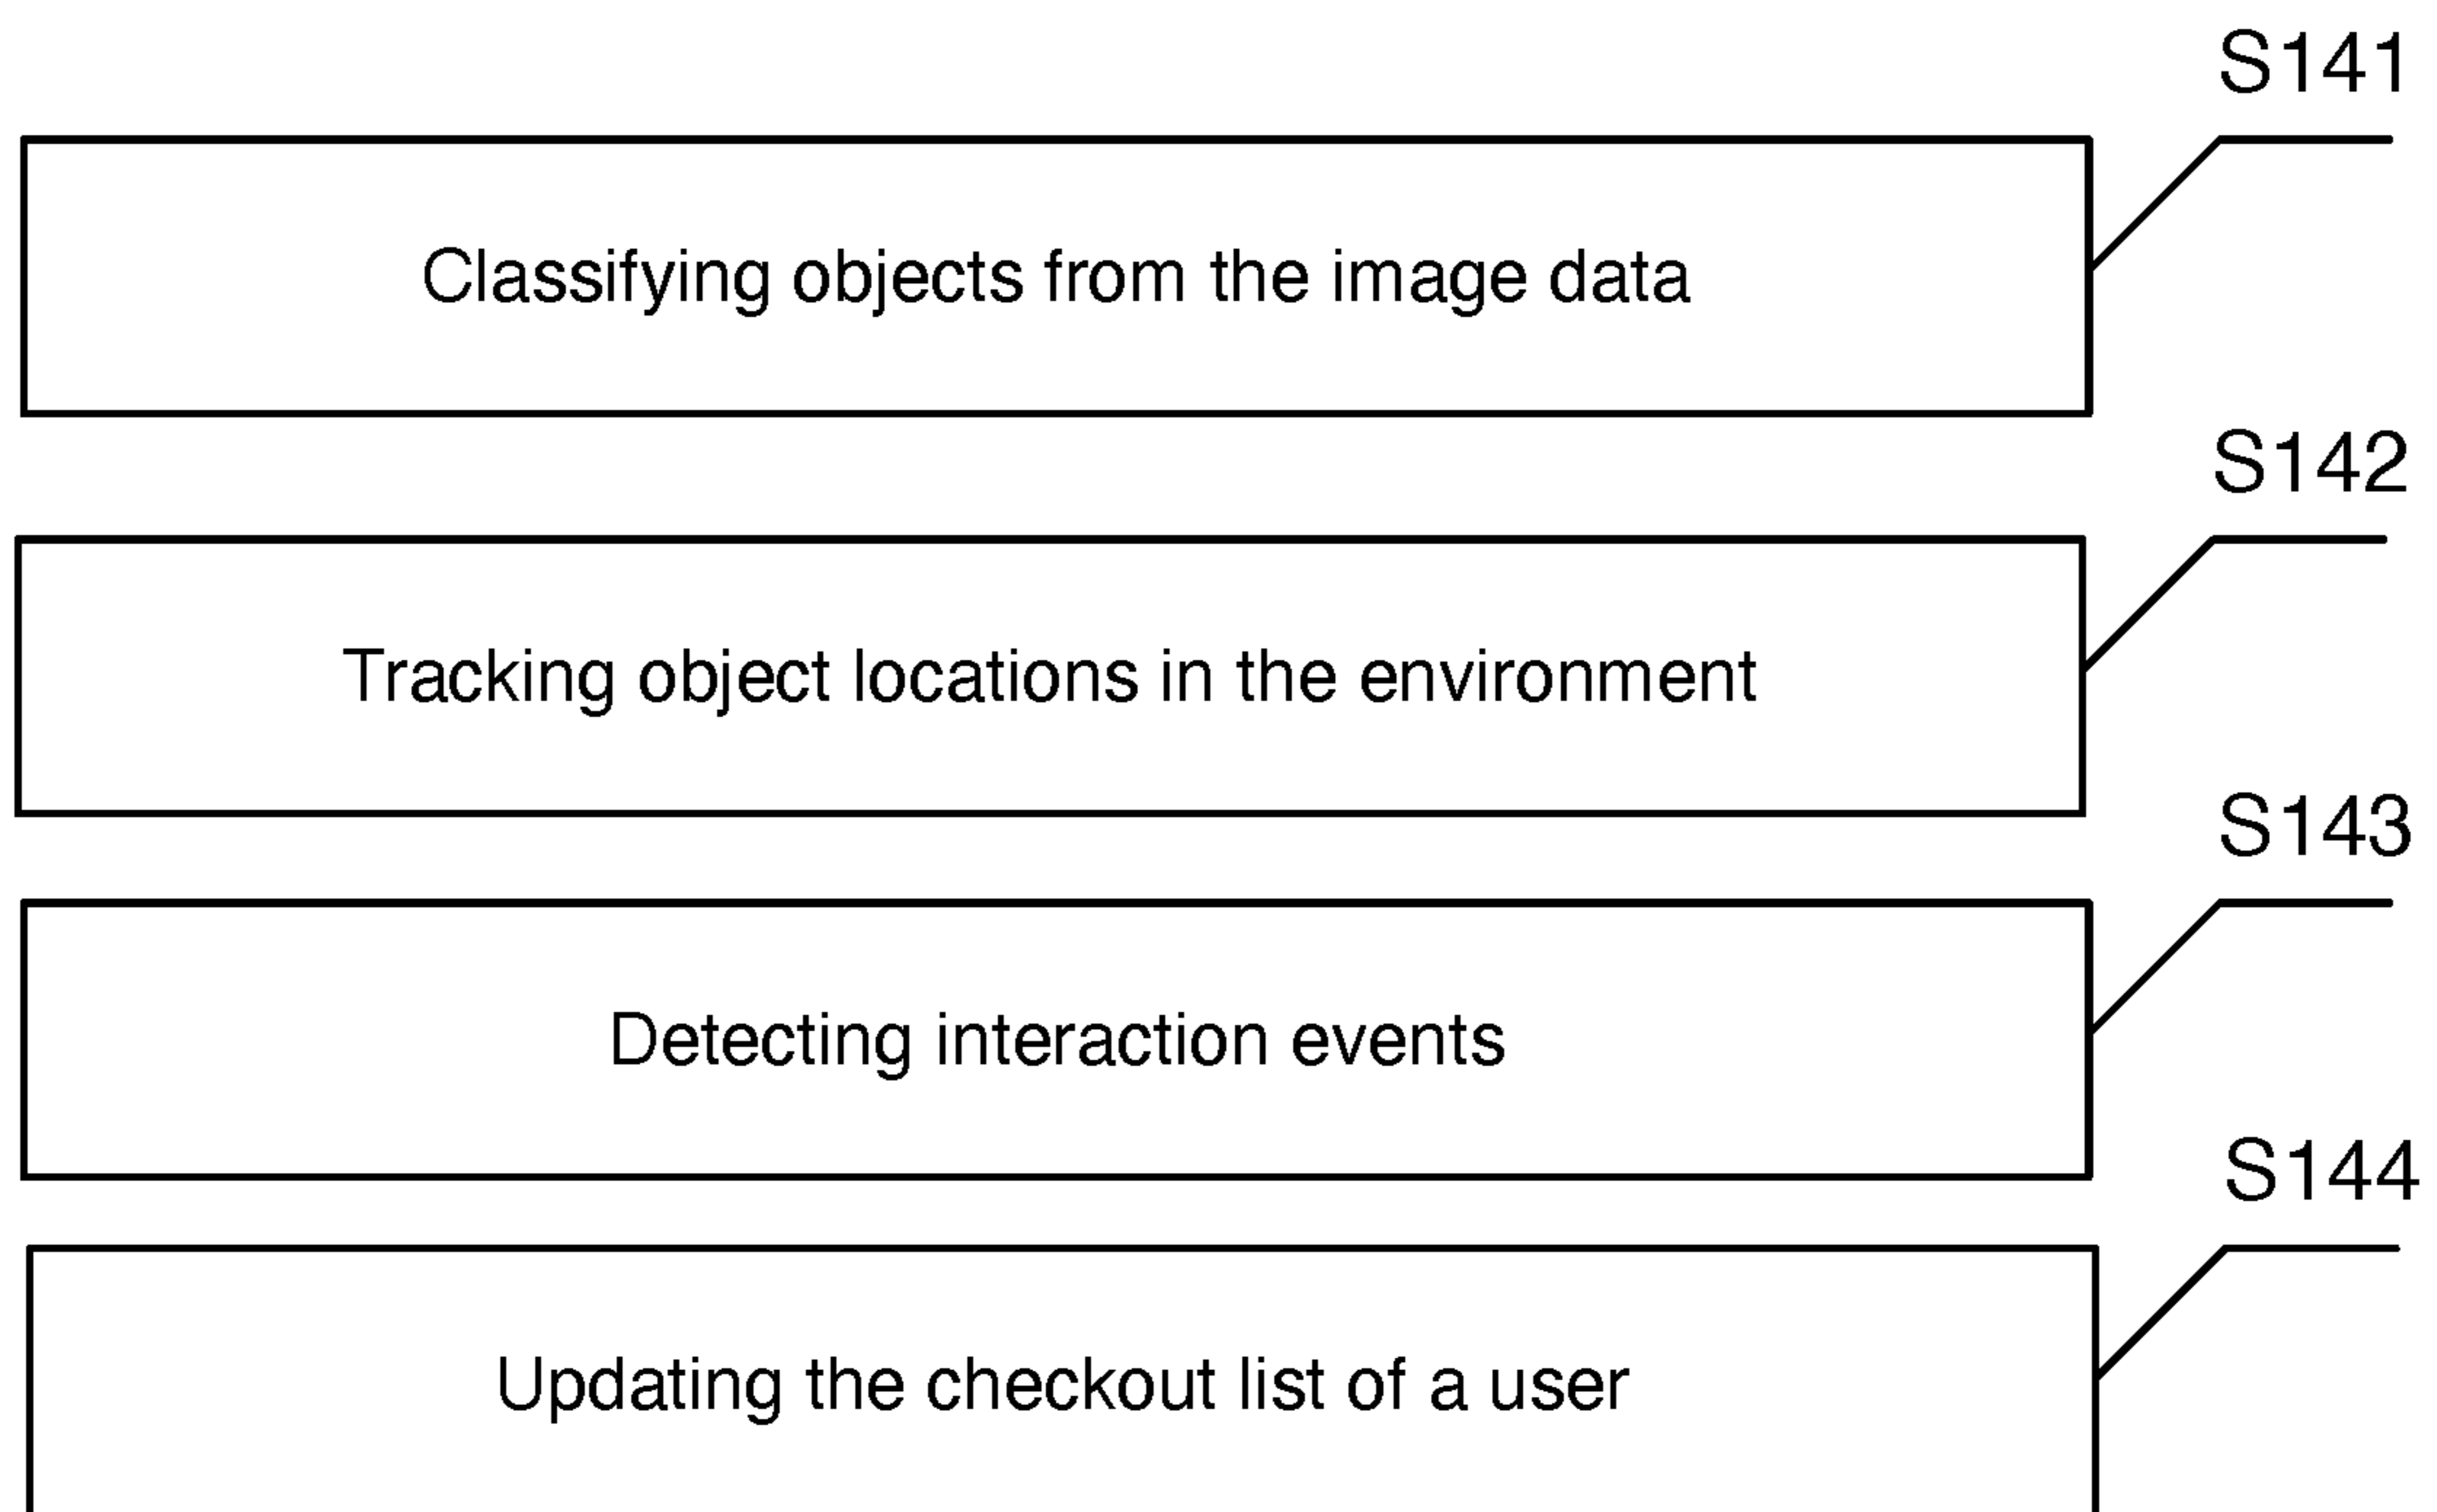 S141
Classifying objects from the image data
S142
Tracking object locations in the environment
S143
Detecting interaction events
S144
Updating the checkout list of a user